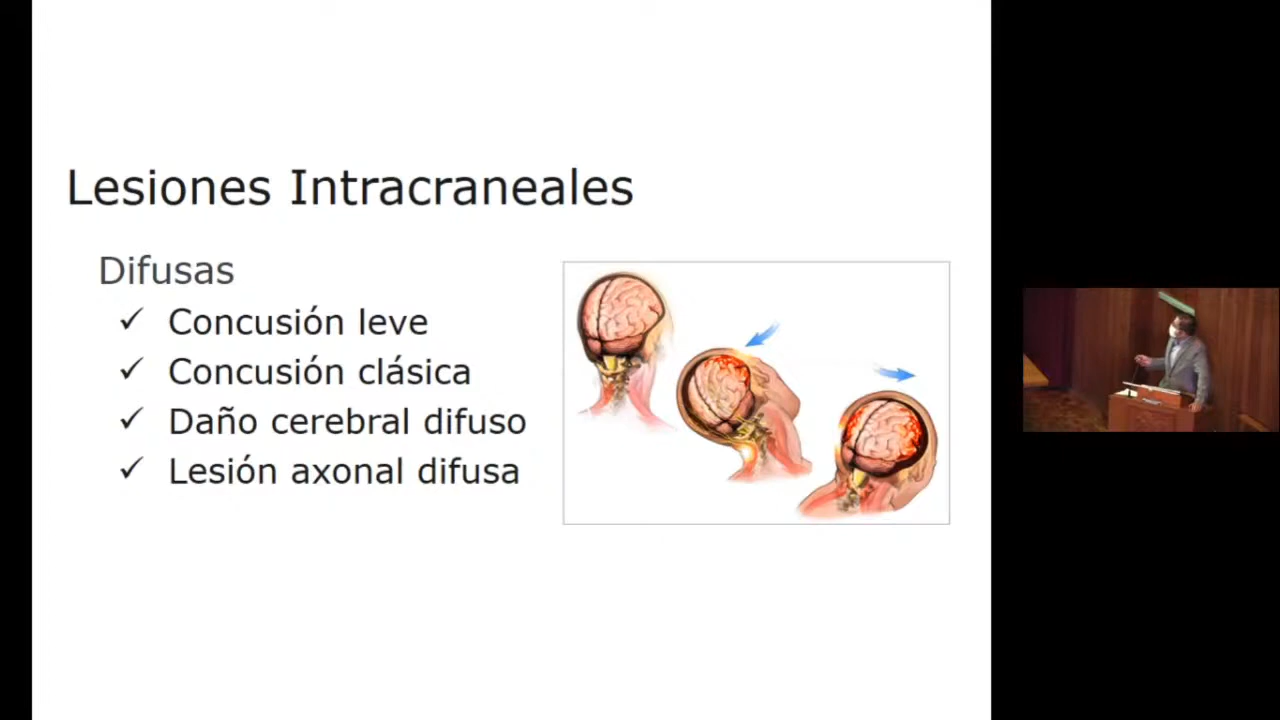 Lesiones Intracraneales
Difusas
✓ Concusión leve
✓ Concusión clásica
✓ Daño cerebral difuso
✓ Lesión axonal difusa